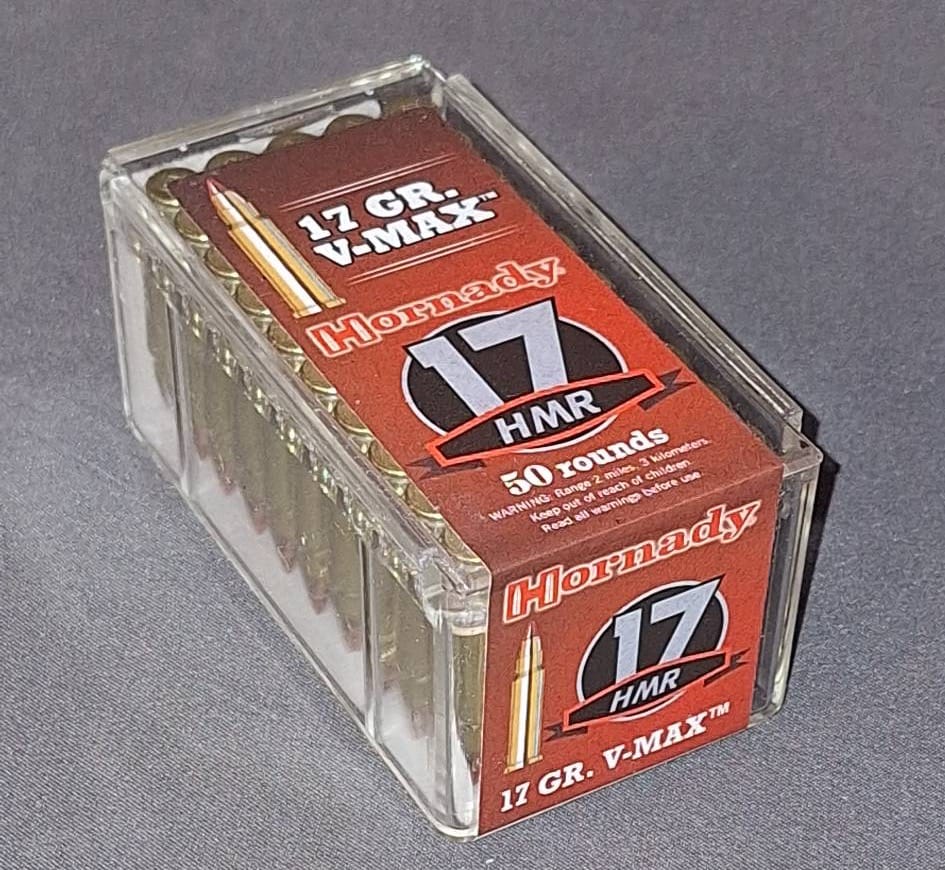 17 GR.
V-MAX™
Hornady
17
HMR
50 rounds
WARNING: Range 2 miles, 3 kilometers.
Keep out of reach of children
Read all warnings before use
Hornady
17
HMR
17 GR. V-MAX™